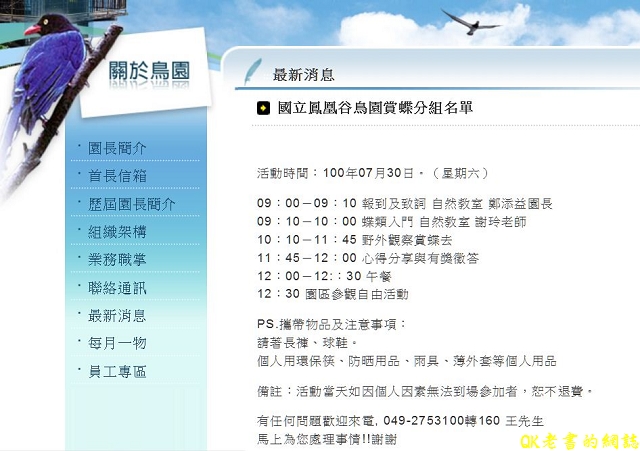 關於鳥園
最新消息
國立鳳凰谷鳥園賞蝶分組名單
園長簡介
首長信箱
歷屆園長簡介
組織架構
業務職掌
聯絡通訊
最新消息
每月一物
員工專區
活動時間：100年07月30日。（星期六）
09：00－09：10 報到及致詞 自然教室 鄭添益園長
09：10－10：00 蝶類入門 自然教室 謝玲老師
10：10－11：45 野外觀察賞蝶去
11：45－12：00 心得分享與有獎徵答
12：00－12:：30 午餐
12：30 園區參觀自由活動
PS.攜帶物品及注意事項：
請著長褲、球鞋。
個人用環保筷、防晒用品、雨具、薄外套等個人用品
備註：活動當天如因個人因素無法到場參加者，恕不退費。
有任何問題歡迎來電, 049-2753100轉160 王先生
馬上為您處理事情!!謝謝
QK老書的網誌